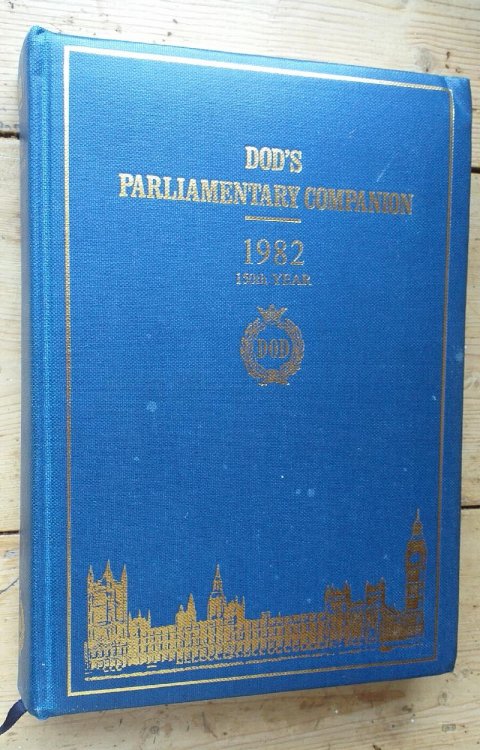 DOD'S
PARLIAMENTARY COMPANION
1982
150th YEAR
DOD